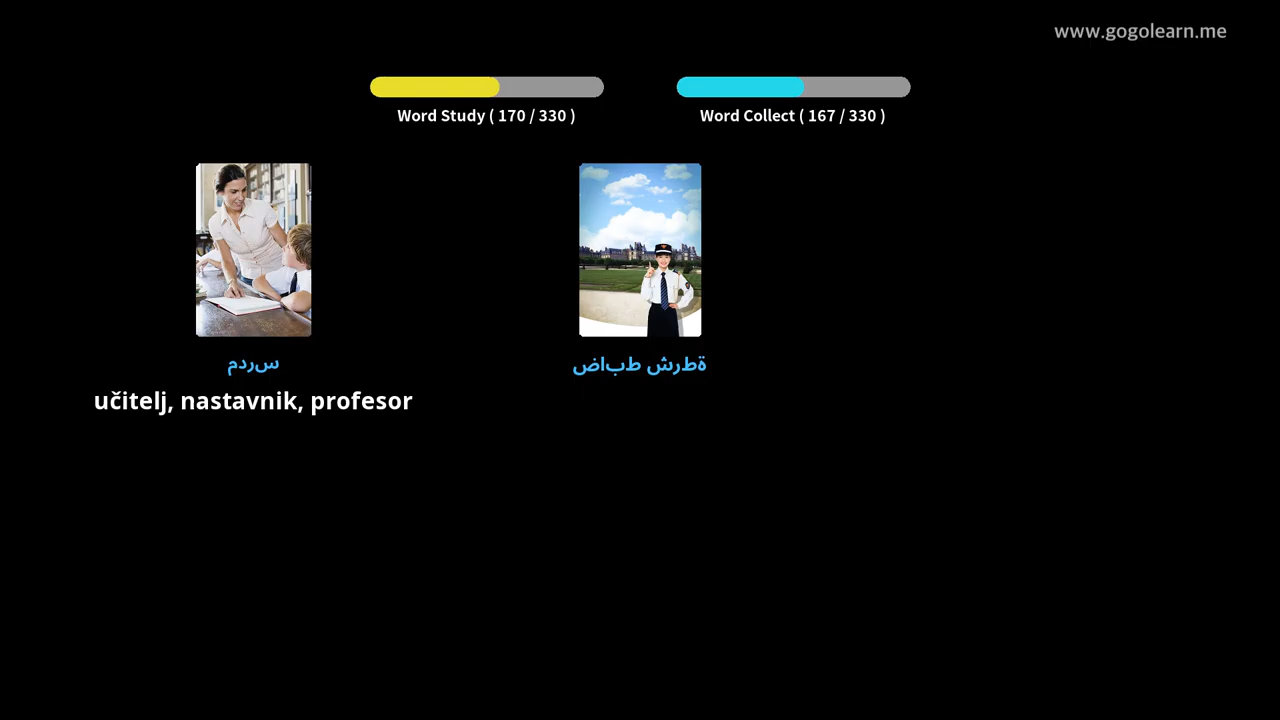 www.gogolearn.me
Word Study ( 170 / 330 )
Word Collect ( 167 / 330 )
سردم
ةطرش طباض
učitelj, nastavnik, profesor